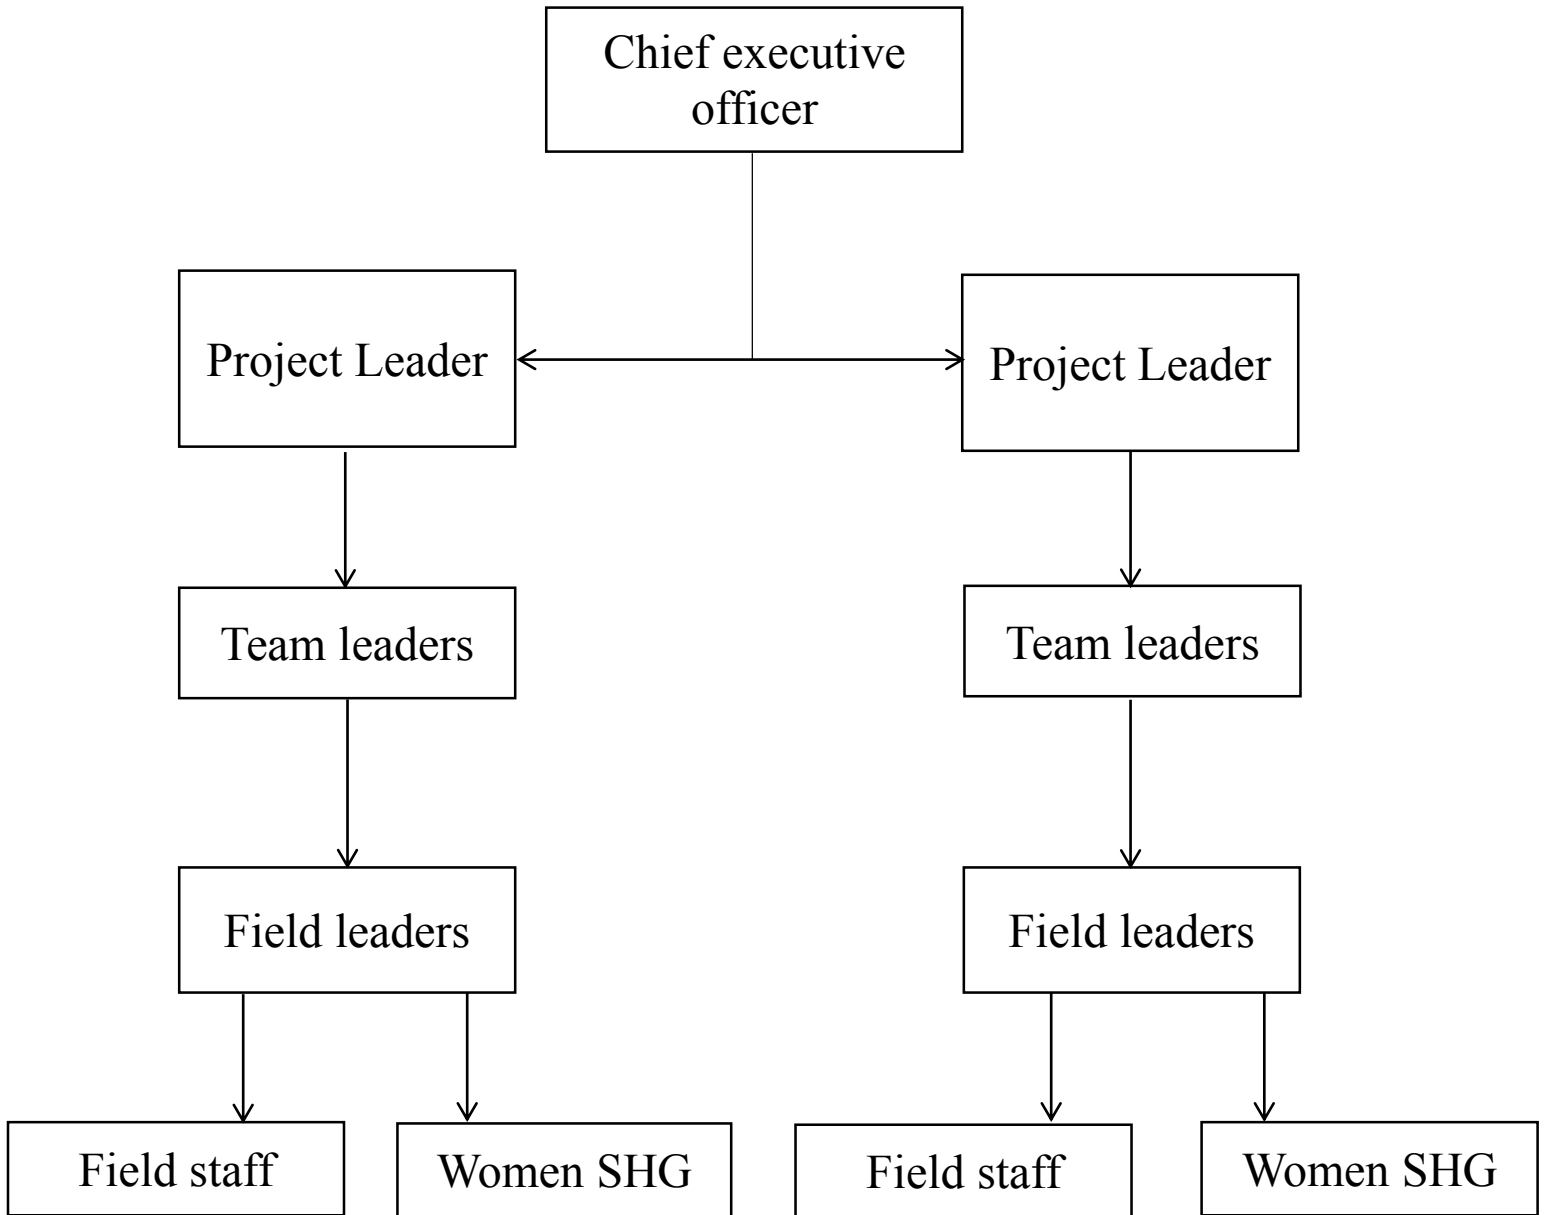 Chief executive
officer
Project Leader
Project Leader
Team leaders
Team leaders
Field leaders
Field leaders
Field staff
Women SHG
Field staff
Women SHG